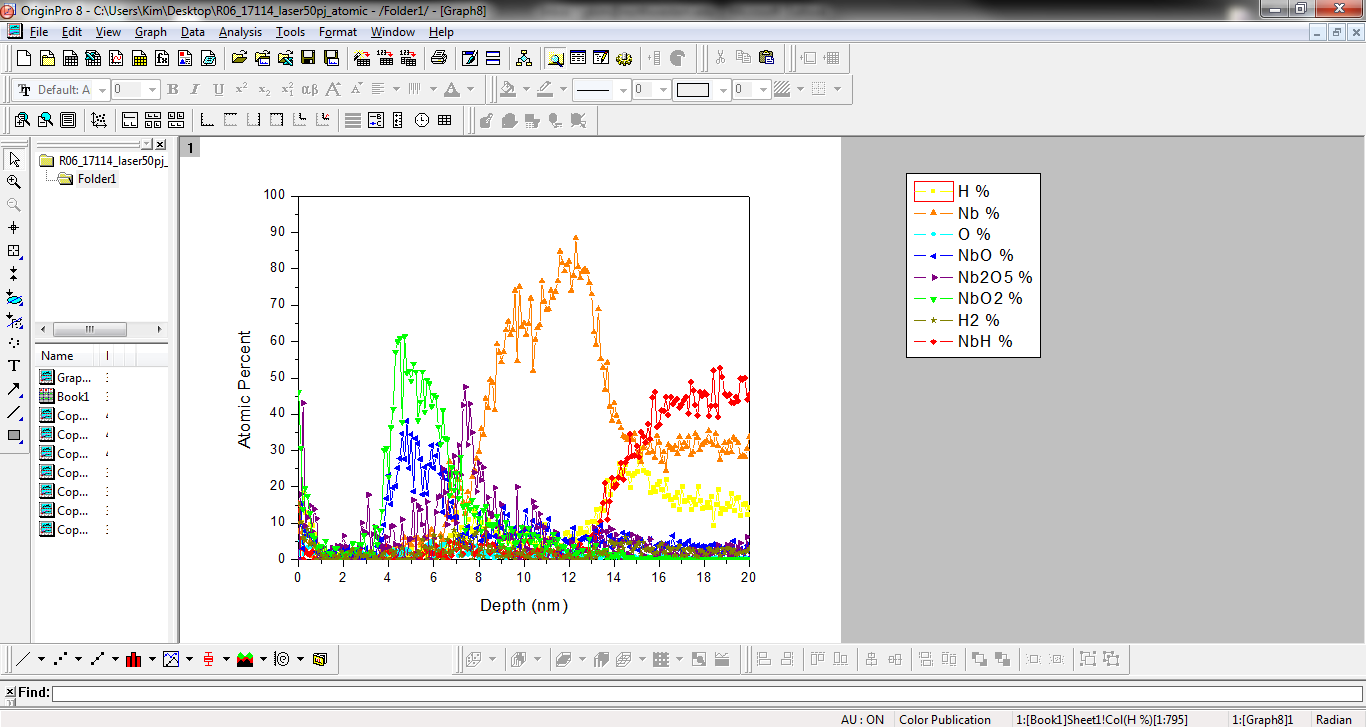 OriginPro 8 - C:\Users\Kim\Desktop\R06_17114_laser50pj_atomic - /Folder1/ - [Graph8]
File Edit View Graph Data Analysis Tools Format Window Help
Default: A 0 B I U αβ A A 0 0
R06_17114_laser50pj_
Folder1
Name
Grap...
Book1
Cop...
Cop...
Cop...
Cop...
Cop...
Cop...
Cop...
1
100
90
80
70
60
50
40
30
20
10
0
Atomic Percent
0 2 4 6 8 10 12 14 16 18 20
Depth (nm)
H %
Nb %
O %
NbO %
Nb2O5 %
NbO2 %
H2 %
NbH %
Find:
AU : ON Color Publication 1:[Book1]Sheet1!Col(H %)[1:795] 1:[Graph8]1 Radian